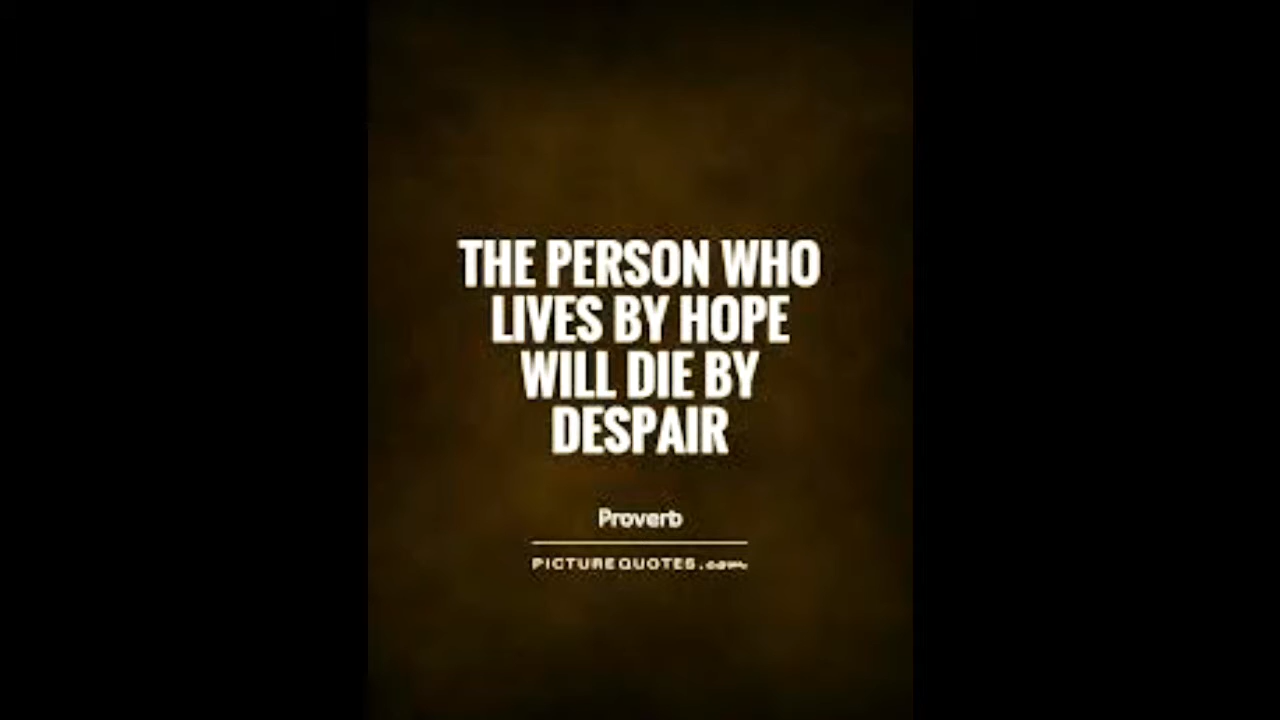 THE PERSON WHO
LIVES BY HOPE
WILL DIE BY
DESPAIR
Proverb
PICTUREQUOTES.com